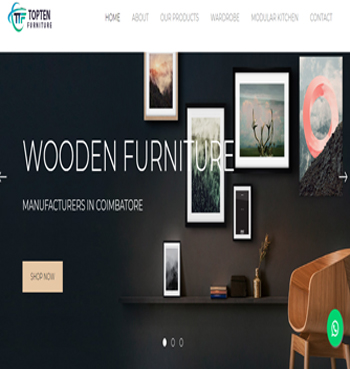 TOPTEN
FURNITURE
HOME ABOUT OUR PRODUCTS WARDROBE MODULAR KITCHEN CONTACT
WOODEN FURNITURE
MANUFACTURERS IN COIMBATORE
SHOP NOW